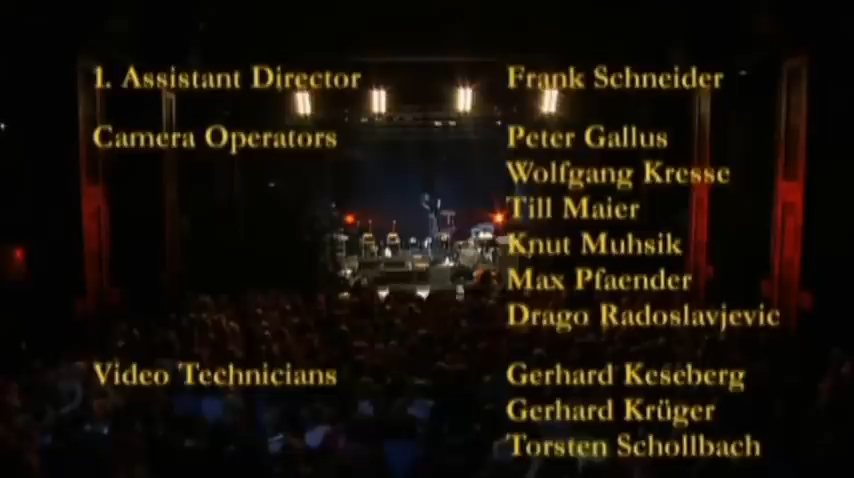 1. Assistant Director Frank Schneider
Camera Operators Peter Gallus
Wolfgang Kresse
Till Maier
Knut Muhsik
Max Pfaender
Drago Radoslavjevic
Video Technicians Gerhard Keseberg
Gerhard Krüger
Torsten Schollbach